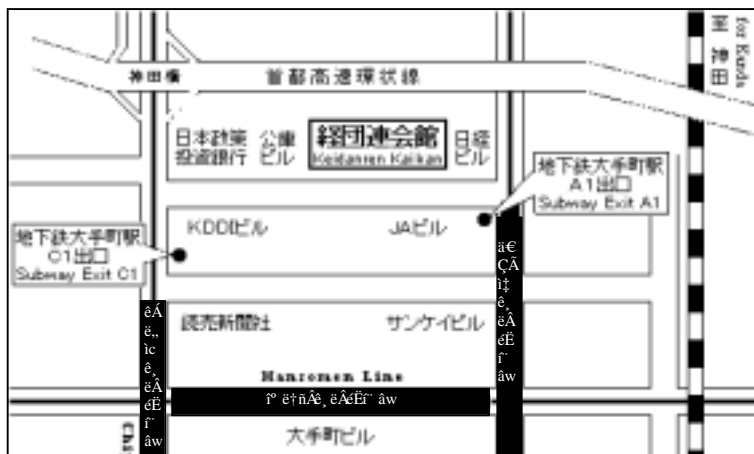 for Kanda
至 神田
神田橋
首都高速環状線
日本政策
投資銀行
公庫
ビル
経団連会館
Keidanren Kaikan
日経
ビル
地下鉄大手町駅
A1出口
Subway Exit A1
KDDIビル
JAビル
地下鉄大手町駅
C1出口
Subway Exit C1
読売新聞社
サンケイビル
Hanzomon Line
大手町ビル